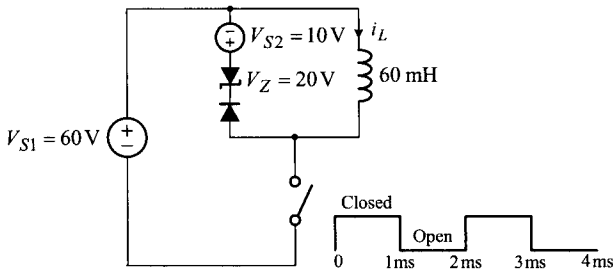 V_S2 = 10 V
i_L
V_Z = 20 V
60 mH
V_S1 = 60 V
Closed
Open
0 1ms 2ms 3ms 4ms